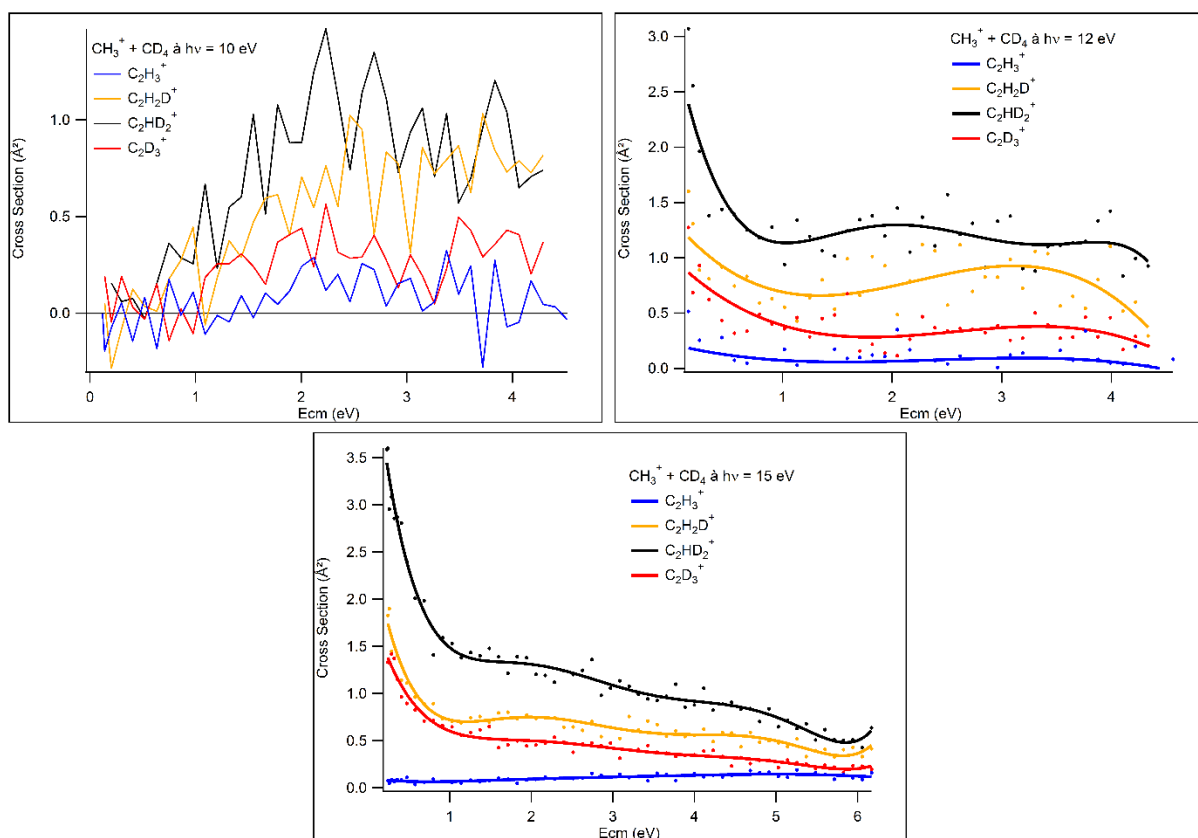 CH₃⁺ + CD₄ à hν = 10 eV
C₂H₃⁺
C₂H₂D⁺
C₂HD₂⁺
C₂D₃⁺
Cross Section (Å²)
1.0
0.5
0.0
0 1 2 3 4
Ecm (eV)
CH₃⁺ + CD₄ à hν = 12 eV
C₂H₃⁺
C₂H₂D⁺
C₂HD₂⁺
C₂D₃⁺
Cross Section (Å²)
3.0
2.5
2.0
1.5
1.0
0.5
0.0
1 2 3 4
Ecm (eV)
CH₃⁺ + CD₄ à hν = 15 eV
C₂H₃⁺
C₂H₂D⁺
C₂HD₂⁺
C₂D₃⁺
Cross Section (Å²)
3.5
3.0
2.5
2.0
1.5
1.0
0.5
0.0
1 2 3 4 5 6
Ecm (eV)